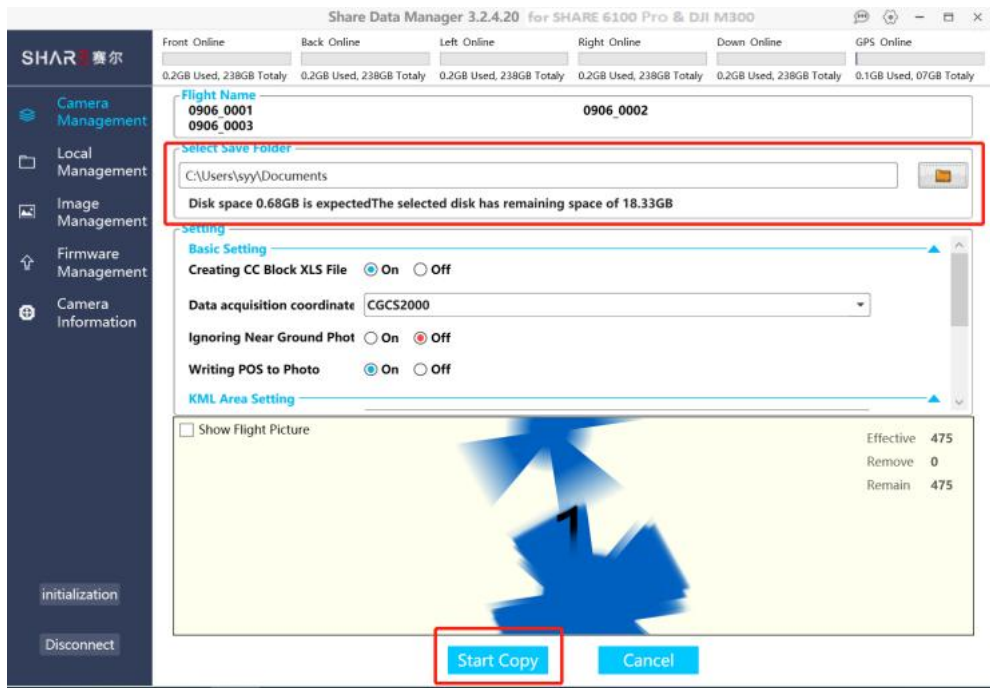 Share Data Manager 3.2.4.20 for SHARE 6100 Pro & DJI M300
SHARE 赛尔
Front Online Back Online Left Online Right Online Down Online GPS Online
0.2GB Used, 238GB Totaly 0.2GB Used, 238GB Totaly 0.2GB Used, 238GB Totaly 0.2GB Used, 238GB Totaly 0.2GB Used, 238GB Totaly 0.1GB Used, 07GB Totaly
Camera
Management
Local
Management
Image
Management
Firmware
Management
Camera
Information
initialization
Disconnect
Flight Name
0906_0001 0906_0002
0906_0003
Select Save Folder
C:\Users\syy\Documents
Disk space 0.68GB is expectedThe selected disk has remaining space of 18.33GB
Setting
Basic Setting
Creating CC Block XLS File On Off
Data acquisition coordinate CGCS2000
Ignoring Near Ground Phot On Off
Writing POS to Photo On Off
KML Area Setting
Show Flight Picture
Effective 475
Remove 0
Remain 475
1
Start Copy Cancel